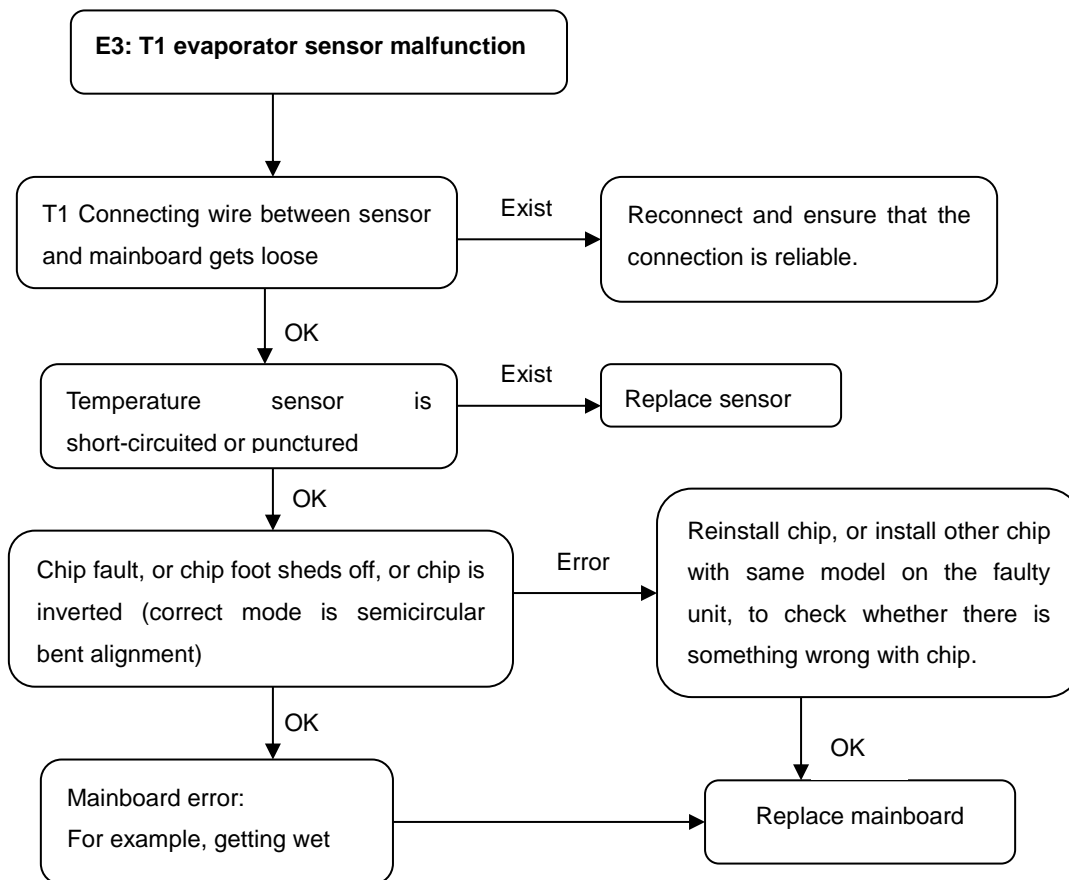 E3: T1 evaporator sensor malfunction
T1 Connecting wire between sensor
and mainboard gets loose
Exist
Reconnect and ensure that the
connection is reliable.
OK
Temperature sensor is
short-circuited or punctured
Exist
Replace sensor
OK
Chip fault, or chip foot sheds off, or chip is
inverted (correct mode is semicircular
bent alignment)
Error
Reinstall chip, or install other chip
with same model on the faulty
unit, to check whether there is
something wrong with chip.
OK
OK
Mainboard error:
For example, getting wet
Replace mainboard